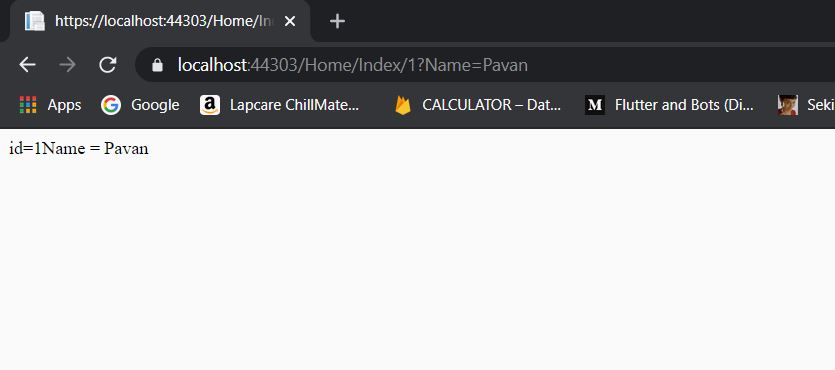 https://localhost:44303/Home/In
localhost:44303/Home/Index/1?Name=Pavan
Apps Google Lapcare ChillMate... CALCULATOR – Dat... M Flutter and Bots (Di... Seki
id=1Name = Pavan